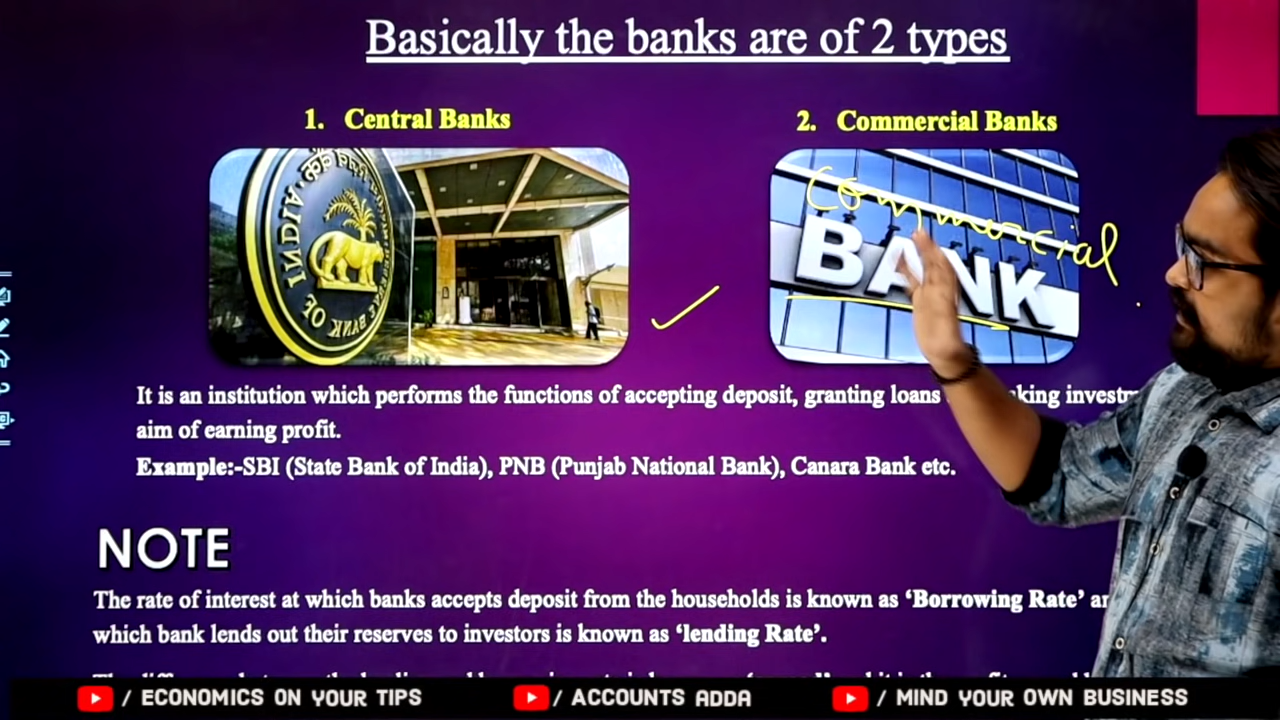 Basically the banks are of 2 types
1. Central Banks
2. Commercial Banks
Commercial
BANK
BANK OF INDIA
It is an institution which performs the functions of accepting deposit, granting loans
aim of earning profit.
Example:-SBI (State Bank of India), PNB (Punjab National Bank), Canara Bank etc.
NOTE
The rate of interest at which banks accepts deposit from the households is known as ‘Borrowing Rate’
which bank lends out their reserves to investors is known as ‘lending Rate’.
/ ECONOMICS ON YOUR TIPS
/ ACCOUNTS ADDA
/ MIND YOUR OWN BUSINESS